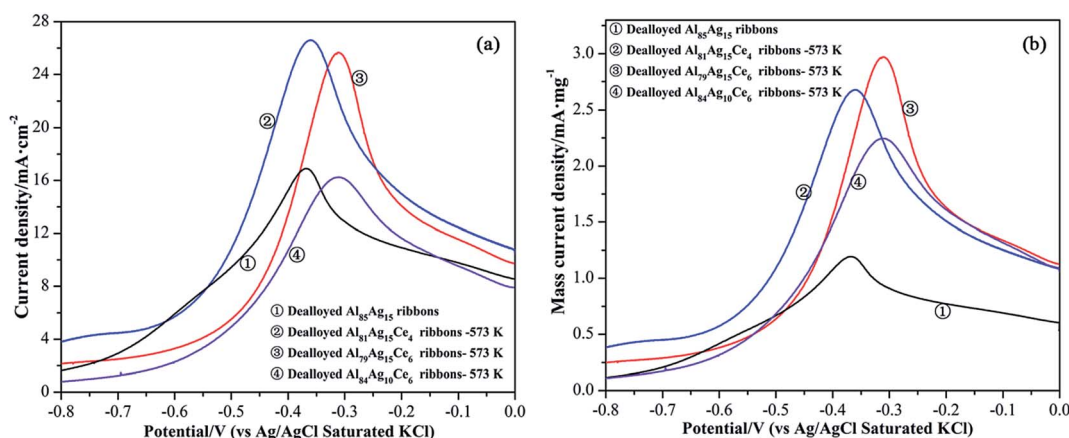 28
24
20
16
12
8
4
0
Current density/mA·cm⁻²
(a)
①
②
③
④
① Dealloyed Al₈₅Ag₁₅ ribbons
② Dealloyed Al₈₁Ag₁₅Ce₄ ribbons -573 K
③ Dealloyed Al₇₉Ag₁₅Ce₆ ribbons- 573 K
④ Dealloyed Al₈₄Ag₁₀Ce₆ ribbons- 573 K
-0.8 -0.7 -0.6 -0.5 -0.4 -0.3 -0.2 -0.1 0.0
Potential/V (vs Ag/AgCl Saturated KCl)
3.0
2.5
2.0
1.5
1.0
0.5
0.0
Mass current density/mA·mg⁻¹
(b)
① Dealloyed Al₈₅Ag₁₅ ribbons
② Dealloyed Al₈₁Ag₁₅Ce₄ ribbons -573 K
③ Dealloyed Al₇₉Ag₁₅Ce₆ ribbons- 573 K
④ Dealloyed Al₈₄Ag₁₀Ce₆ ribbons- 573 K
③
④
②
①
-0.8 -0.7 -0.6 -0.5 -0.4 -0.3 -0.2 -0.1 0.0
Potential/V (vs Ag/AgCl Saturated KCl)